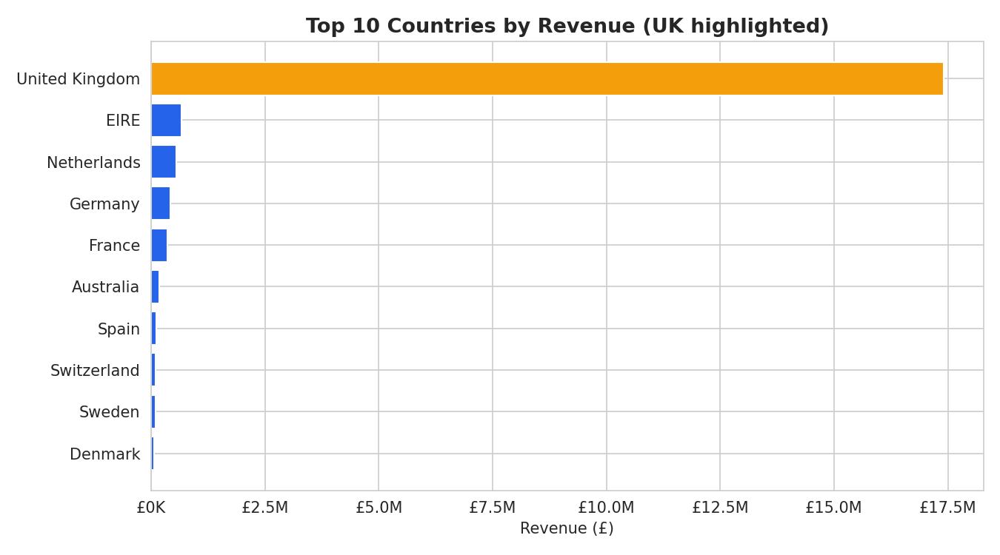 Top 10 Countries by Revenue (UK highlighted)
United Kingdom
EIRE
Netherlands
Germany
France
Australia
Spain
Switzerland
Sweden
Denmark
£0K £2.5M £5.0M £7.5M £10.0M £12.5M £15.0M £17.5M
Revenue (£)